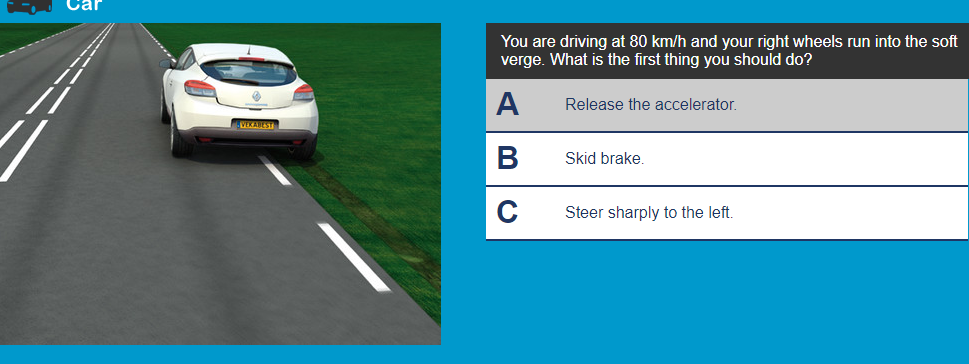 Car
You are driving at 80 km/h and your right wheels run into the soft
verge. What is the first thing you should do?
A Release the accelerator.
B Skid brake.
C Steer sharply to the left.
VEKABEST